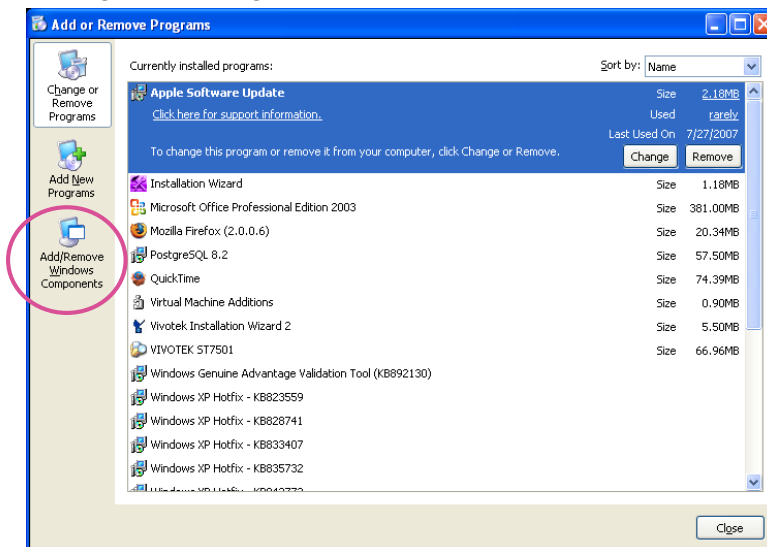 Add or Remove Programs
Change or
Remove
Programs
Add New
Programs
Add/Remove
Windows
Components
Currently installed programs:
Sort by: Name
Apple Software Update Size 2.18MB
Click here for support information. Used rarely
Last Used On 7/27/2007
To change this program or remove it from your computer, click Change or Remove. Change Remove
Installation Wizard Size 1.18MB
Microsoft Office Professional Edition 2003 Size 381.00MB
Mozilla Firefox (2.0.0.6) Size 20.34MB
PostgreSQL 8.2 Size 57.50MB
QuickTime Size 74.39MB
Virtual Machine Additions Size 0.90MB
Vivotek Installation Wizard 2 Size 5.50MB
VIVOTEK ST7501 Size 66.96MB
Windows Genuine Advantage Validation Tool (KB892130)
Windows XP Hotfix - KB823559
Windows XP Hotfix - KB828741
Windows XP Hotfix - KB833407
Windows XP Hotfix - KB835732
Close